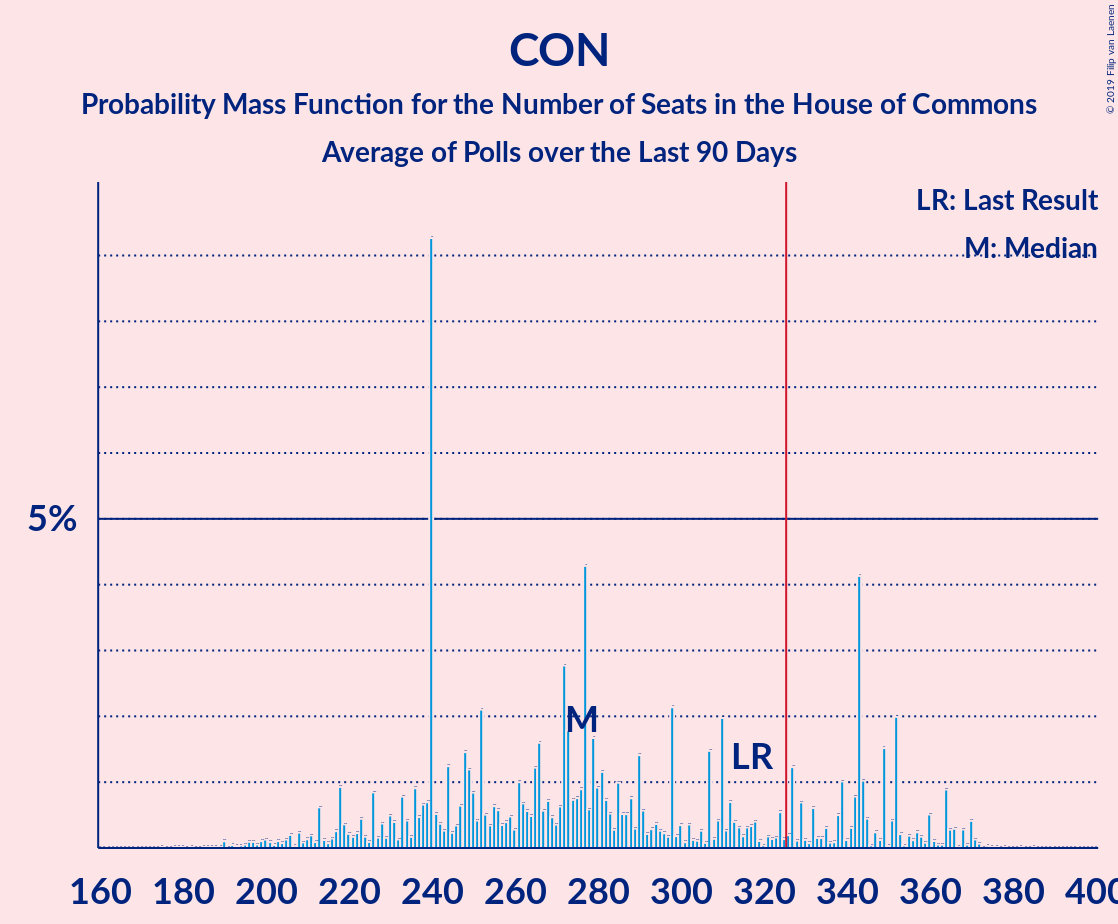 CON
Probability Mass Function for the Number of Seats in the House of Commons
Average of Polls over the Last 90 Days
© 2019 Filip van Laenen
LR: Last Result
M: Median
5%
M
LR
160 180 200 220 240 260 280 300 320 340 360 380 400